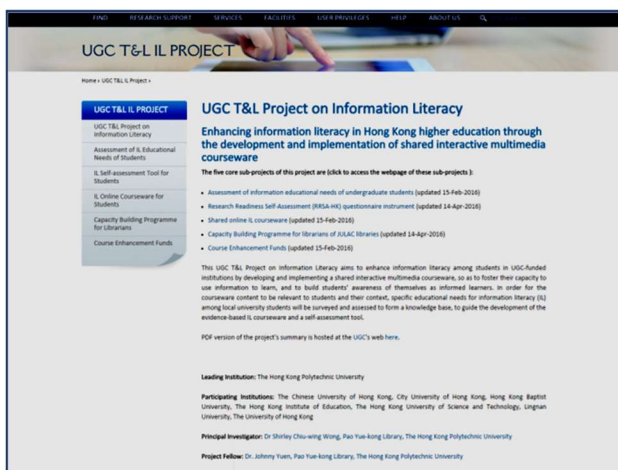 FIND RESEARCH SUPPORT SERVICES FACILITIES USER PRIVILEGES HELP ABOUT US
UGC T&L IL PROJECT
Home » UGC T&L IL Project »
UGC T&L IL PROJECT
UGC T&L Project on
Information Literacy
Assessment of IL Educational
Needs of Students
IL Self-assessment Tool for
Students
IL Online Courseware for
Students
Capacity Building Programme
for Librarians
Course Enhancement Funds
UGC T&L Project on Information Literacy
Enhancing information literacy in Hong Kong higher education through
the development and implementation of shared interactive multimedia
courseware
The five core sub-projects of this project are (click to access the webpage of these sub-projects ):
• Assessment of information educational needs of undergraduate students (updated 15-Feb-2016)
• Research Readiness Self-Assessment (RRSA-HK) questionnaire instrument (updated 14-Apr-2016)
• Shared online IL courseware (updated 15-Feb-2016)
• Capacity Building Programme for librarians of JULAC libraries (updated 14-Apr-2016)
• Course Enhancement Funds (updated 15-Feb-2016)
This UGC T&L Project on Information Literacy aims to enhance information literacy among students in UGC-funded
institutions by developing and implementing a shared interactive multimedia courseware, so as to foster their capacity to
use information to learn, and to build students' awareness of themselves as informed learners. In order for the
courseware content to be relevant to students and their context, specific educational needs for information literacy (IL)
among local university students will be surveyed and assessed to form a knowledge base, to guide the development of the
evidence-based IL courseware and a self-assessment tool.
PDF version of the project's summary is hosted at the UGC's web here.
Leading Institution: The Hong Kong Polytechnic University
Participating Institutions: The Chinese University of Hong Kong, City University of Hong Kong, Hong Kong Baptist
University, The Hong Kong Institute of Education, The Hong Kong University of Science and Technology, Lingnan
University, The University of Hong Kong
Principal Investigator: Dr Shirley Chiu-wing Wong, Pao Yue-kong Library, The Hong Kong Polytechnic University
Project Fellow: Dr. Johnny Yuen, Pao Yue-kong Library, The Hong Kong Polytechnic University